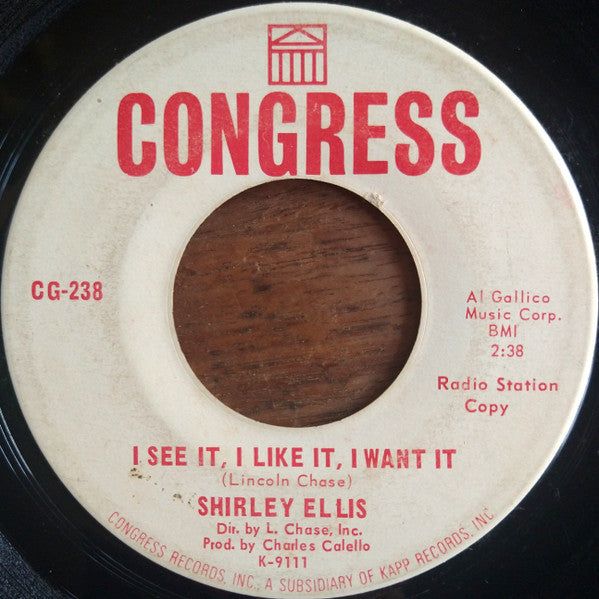 CONGRESS
CG-238
Al Gallico
Music Corp.
BMI
2:38
Radio Station
Copy
I SEE IT, I LIKE IT, I WANT IT
(Lincoln Chase)
SHIRLEY ELLIS
Dir. by L. Chase, Inc.
Prod. by Charles Calello
K-9111
CONGRESS RECORDS, INC., A SUBSIDIARY OF KAPP RECORDS, INC